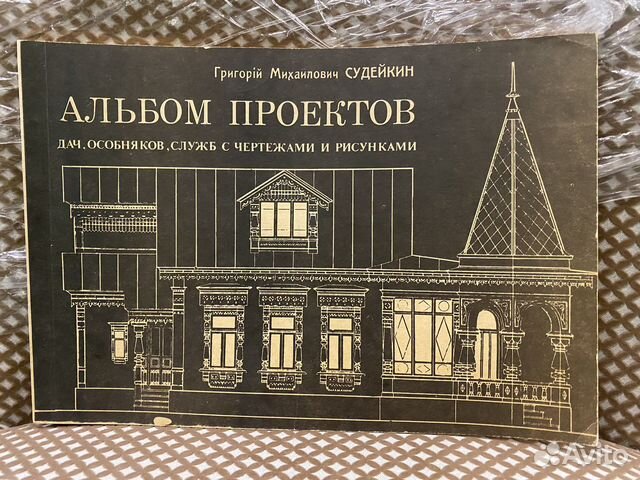 Григорій Михаилович СУДЕЙКИН
АЛЬБОМ ПРОЕКТОВ
ДАЧ, ОСОБНЯКОВ, СЛУЖБ С ЧЕРТЕЖАМИ И РИСУНКАМИ
Avito